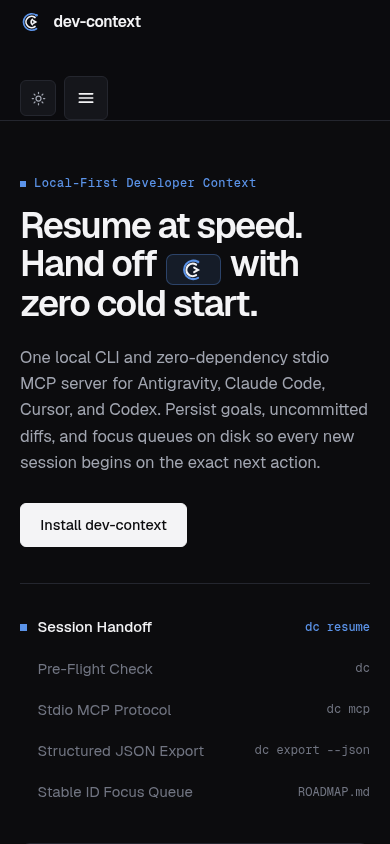 dev-context
Local-First Developer Context
Resume at speed.
Hand off with
zero cold start.
One local CLI and zero-dependency stdio
MCP server for Antigravity, Claude Code,
Cursor, and Codex. Persist goals, uncommitted
diffs, and focus queues on disk so every new
session begins on the exact next action.
Install dev-context
Session Handoff dc resume
Pre-Flight Check dc
Stdio MCP Protocol dc mcp
Structured JSON Export dc export --json
Stable ID Focus Queue ROADMAP.md